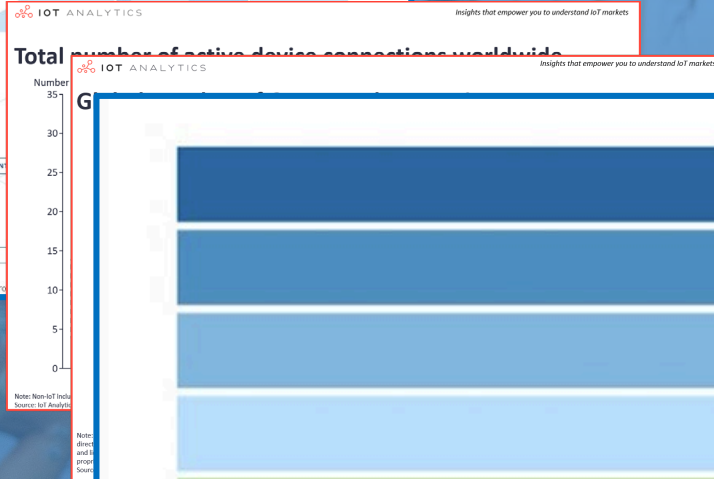 IOT ANALYTICS
Insights that empower you to understand IoT markets
Total number of active device connections worldwide
Number
35
30
25
20
15
10
5
0
Note: Non-IoT inclu
Source: IoT Analytic
IOT ANALYTICS
Insights that empower you to understand IoT markets
G
Note:
direct
and li
propr
Sourc